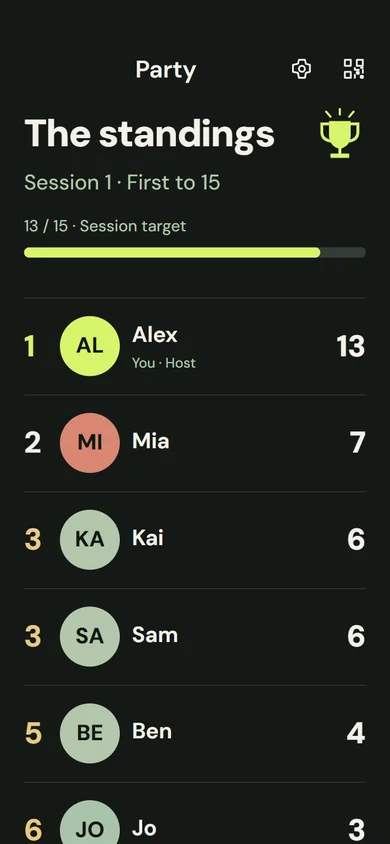 Party
The standings
Session 1 · First to 15
13 / 15 · Session target
1 AL Alex 13
You · Host
2 MI Mia 7
3 KA Kai 6
3 SA Sam 6
5 BE Ben 4
6 JO Jo 3